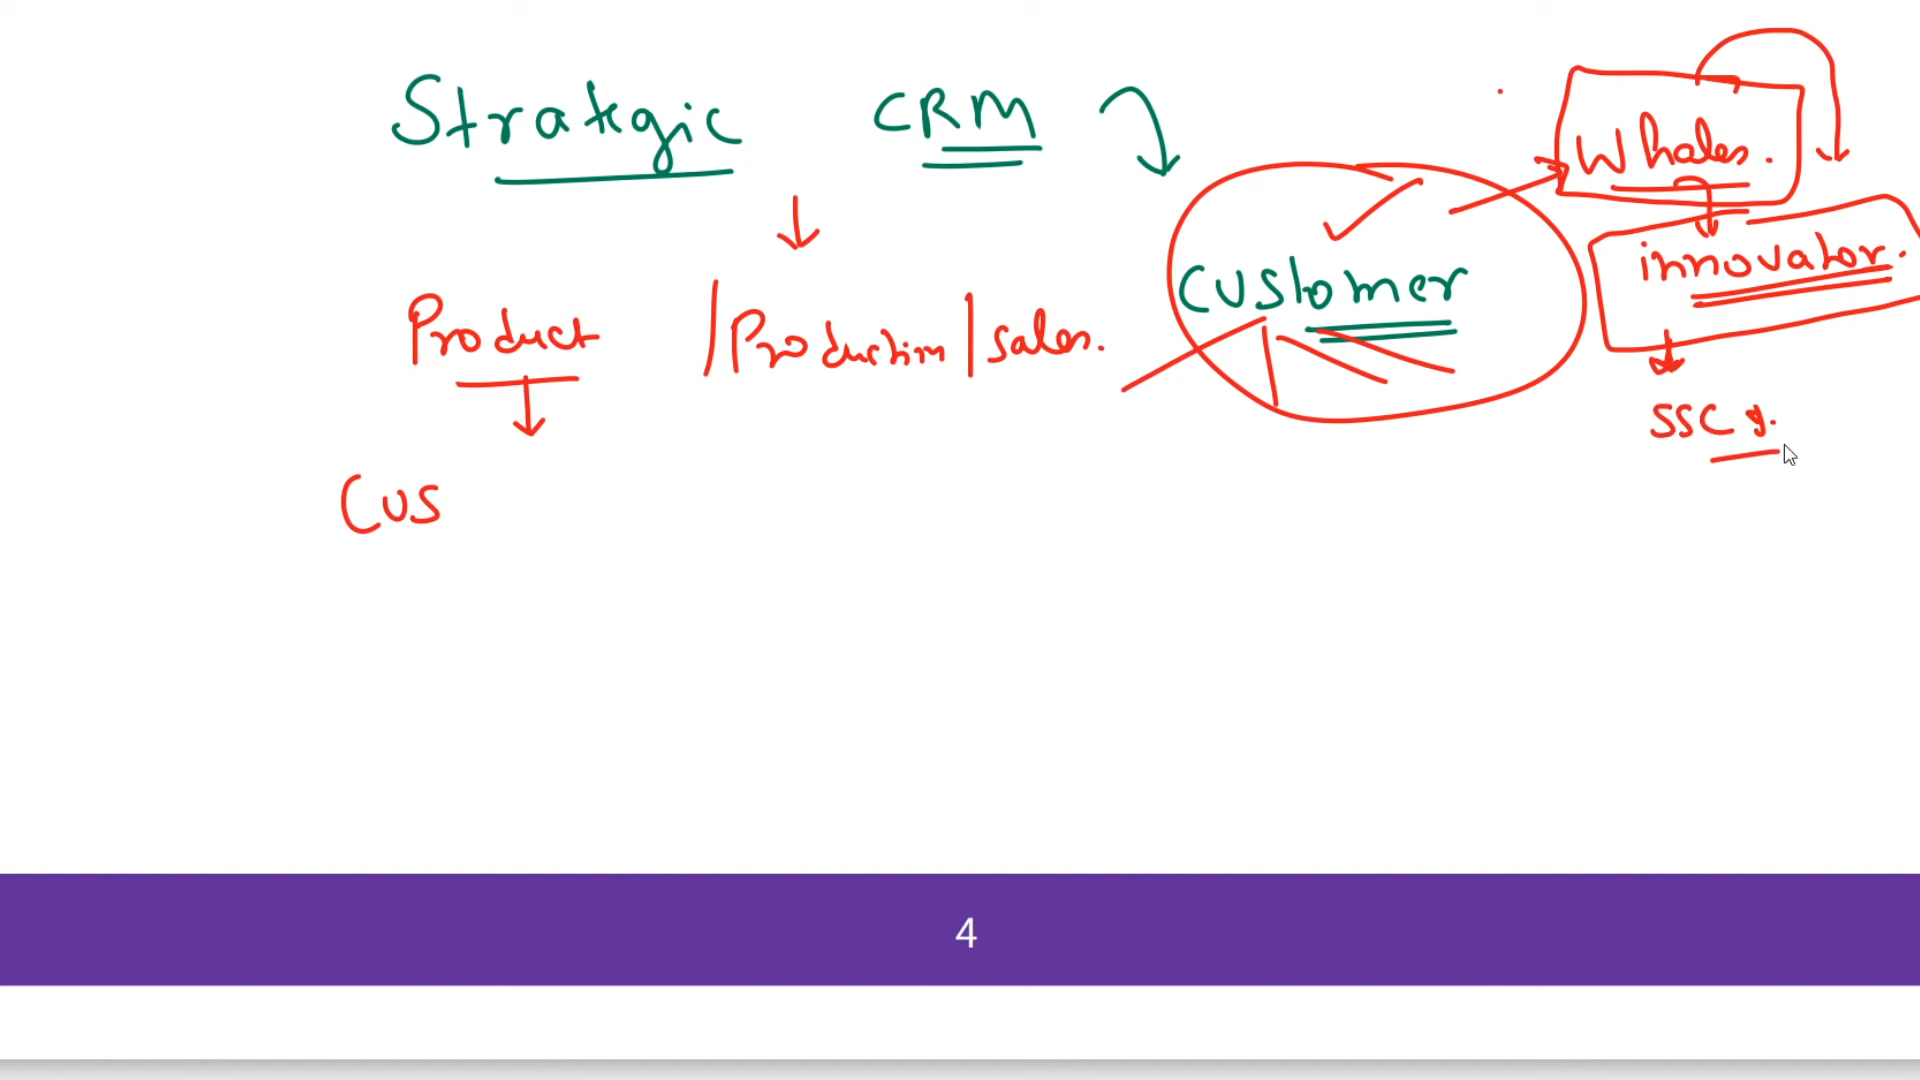 Strategic CRM
Whales.
innovator.
Customer
Product / Production / sales.
SSC
Cus
4